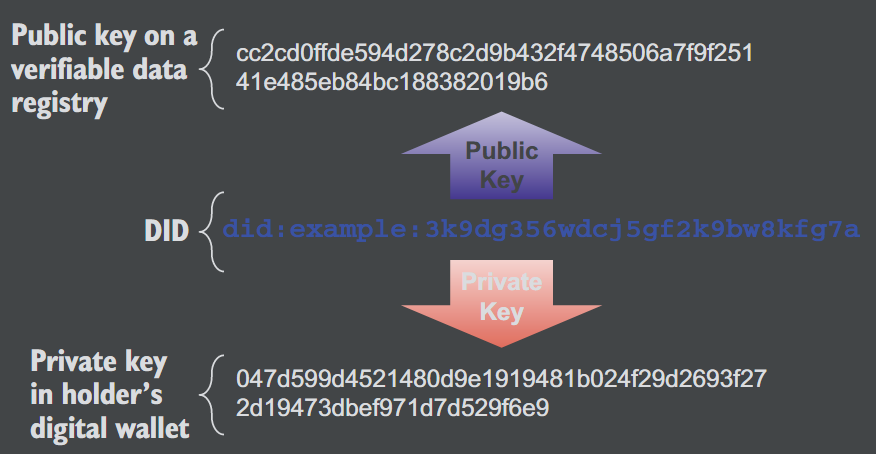 Public key on a
verifiable data
registry
cc2cd0ffde594d278c2d9b432f4748506a7f9f251
41e485eb84bc188382019b6
Public
Key
DID
did:example:3k9dg356wdcj5gf2k9bw8kfg7a
Private
Key
Private key
in holder’s
digital wallet
047d599d4521480d9e1919481b024f29d2693f27
2d19473dbef971d7d529f6e9